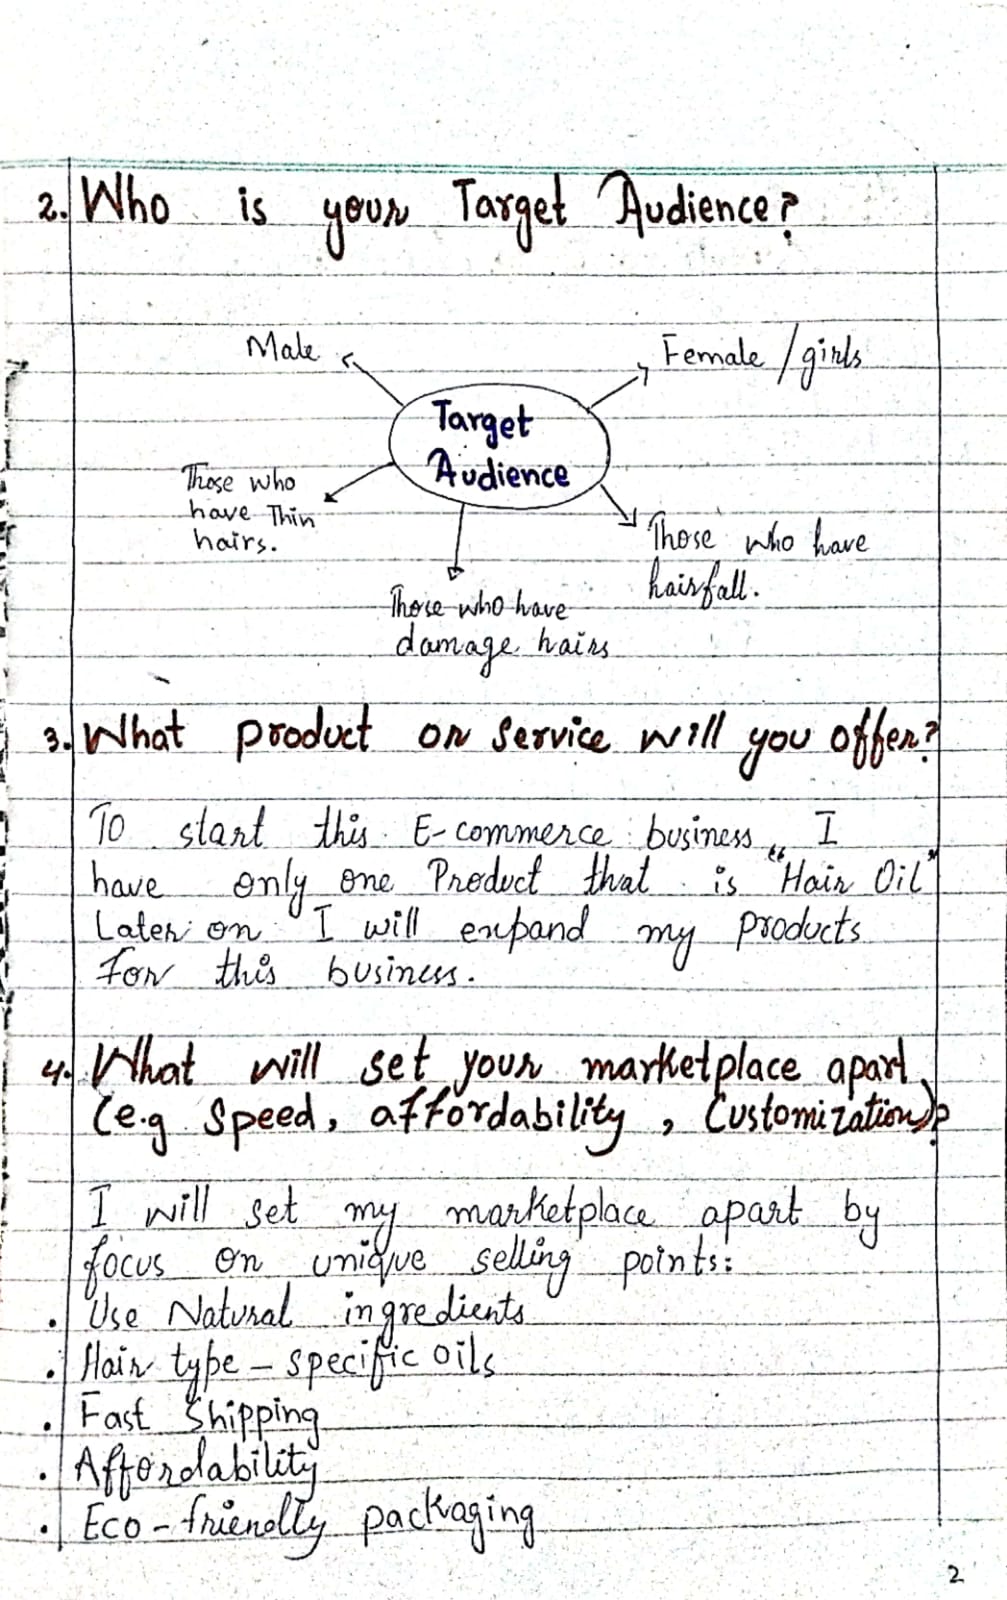 2. Who is your Target Audience?
Male
Female / girls
Target
Audience
Those who
have Thin
hairs.
Those who have
hairfall.
Those who have
damage hairs
3. What product or service will you offer?
To start this E-commerce business, I
have only one Product that is "Hair Oil"
Later on I will expand my products
For this business.
4. What will set your marketplace apart
(e.g Speed, affordability, Customization)?
I will set my marketplace apart by
focus on unique selling points:
• Use Natural ingredients
• Hair type - specific oils
• Fast Shipping
• Affordability
• Eco-friendly packaging
2